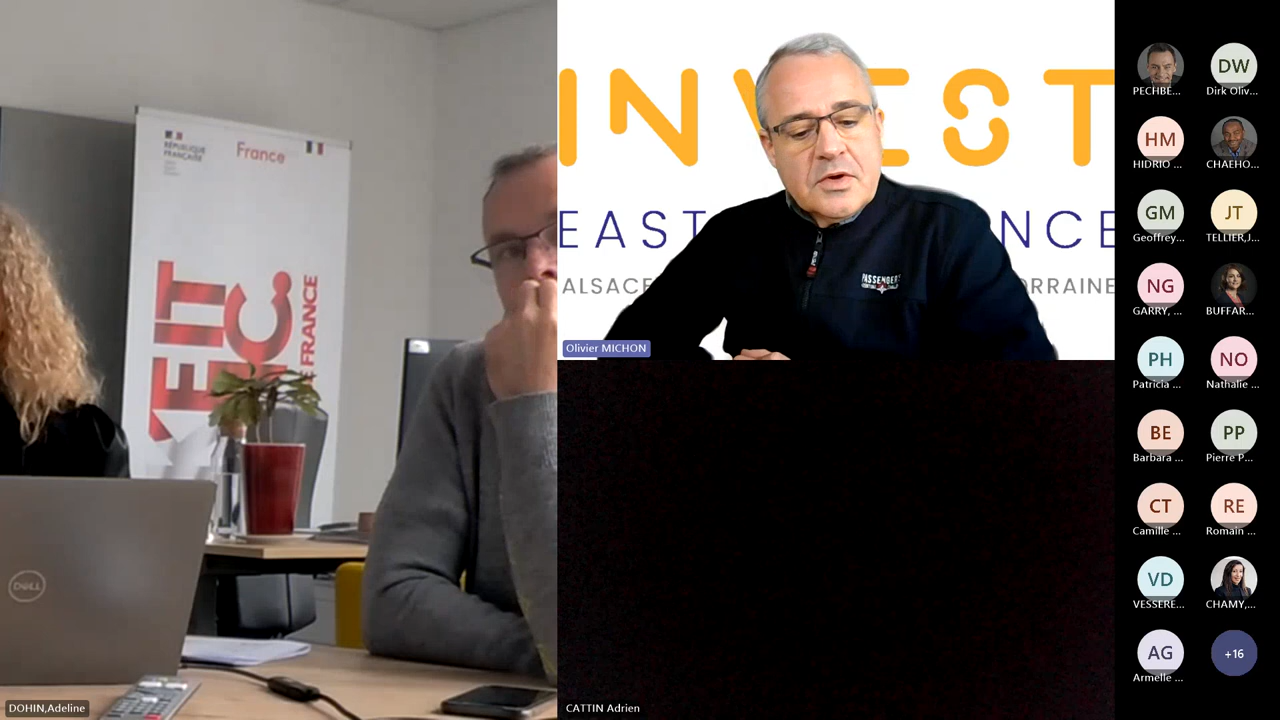 RÉPUBLIQUE
FRANÇAISE
France
FRANCE
DELL
DOHIN,Adeline
INVEST
EAST
NCE
ALSACE
ORRAINE
PASSENGER
Olivier MICHON
CATTIN Adrien
PECHBE...
DW
Dirk Oliv...
HM
HIDRIO ...
CHAEHO...
GM
Geoffrey...
JT
TELLIER,J...
NG
GARRY, ...
BUFFAR...
PH
Patricia ...
NO
Nathalie ...
BE
Barbara ...
PP
Pierre P...
CT
Camille ...
RE
Romain ...
VD
VESSERE...
CHAMY,...
AG
Armelle ...
+16